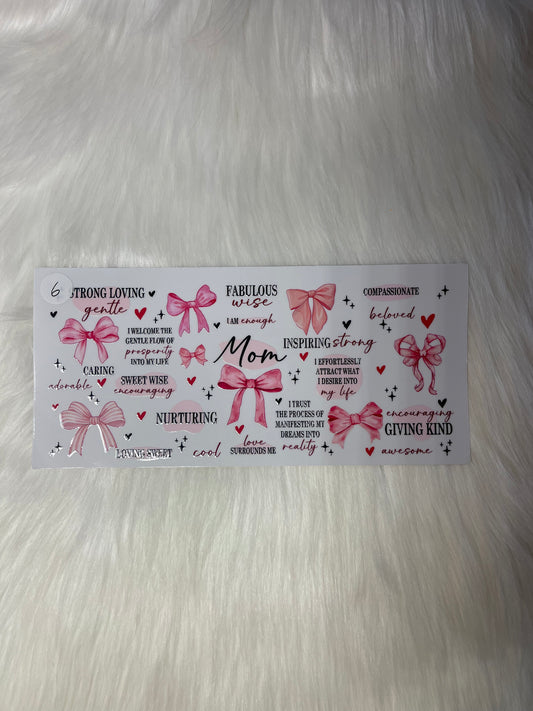 6
STRONG LOVING
gentle
FABULOUS
wise
I AM enough
COMPASSIONATE
beloved
I WELCOME THE
GENTLE FLOW OF
prosperity
INTO MY LIFE
Mom
INSPIRING strong
CARING
adorable
SWEET WISE
encouraging
I EFFORTLESSLY
ATTRACT WHAT
I DESIRE INTO
my life
NURTURING
I TRUST
THE PROCESS OF
MANIFESTING MY
DREAMS INTO
reality
encouraging
GIVING KIND
LOVING SWEET
cool
love
SURROUNDS ME
awesome